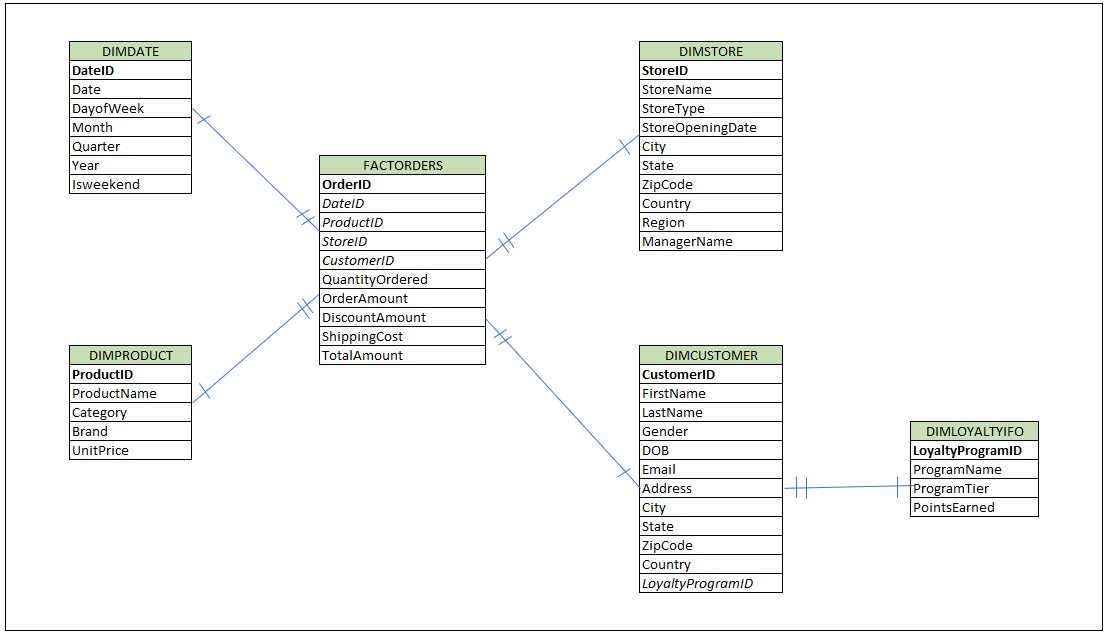 DIMDATE
DateID
Date
DayofWeek
Month
Quarter
Year
Isweekend
DIMSTORE
StoreID
StoreName
StoreType
StoreOpeningDate
City
State
ZipCode
Country
Region
ManagerName
FACTORDERS
OrderID
DateID
ProductID
StoreID
CustomerID
QuantityOrdered
OrderAmount
DiscountAmount
ShippingCost
TotalAmount
DIMPRODUCT
ProductID
ProductName
Category
Brand
UnitPrice
DIMCUSTOMER
CustomerID
FirstName
LastName
Gender
DOB
Email
Address
City
State
ZipCode
Country
LoyaltyProgramID
DIMLOYALTYIFO
LoyaltyProgramID
ProgramName
ProgramTier
PointsEarned